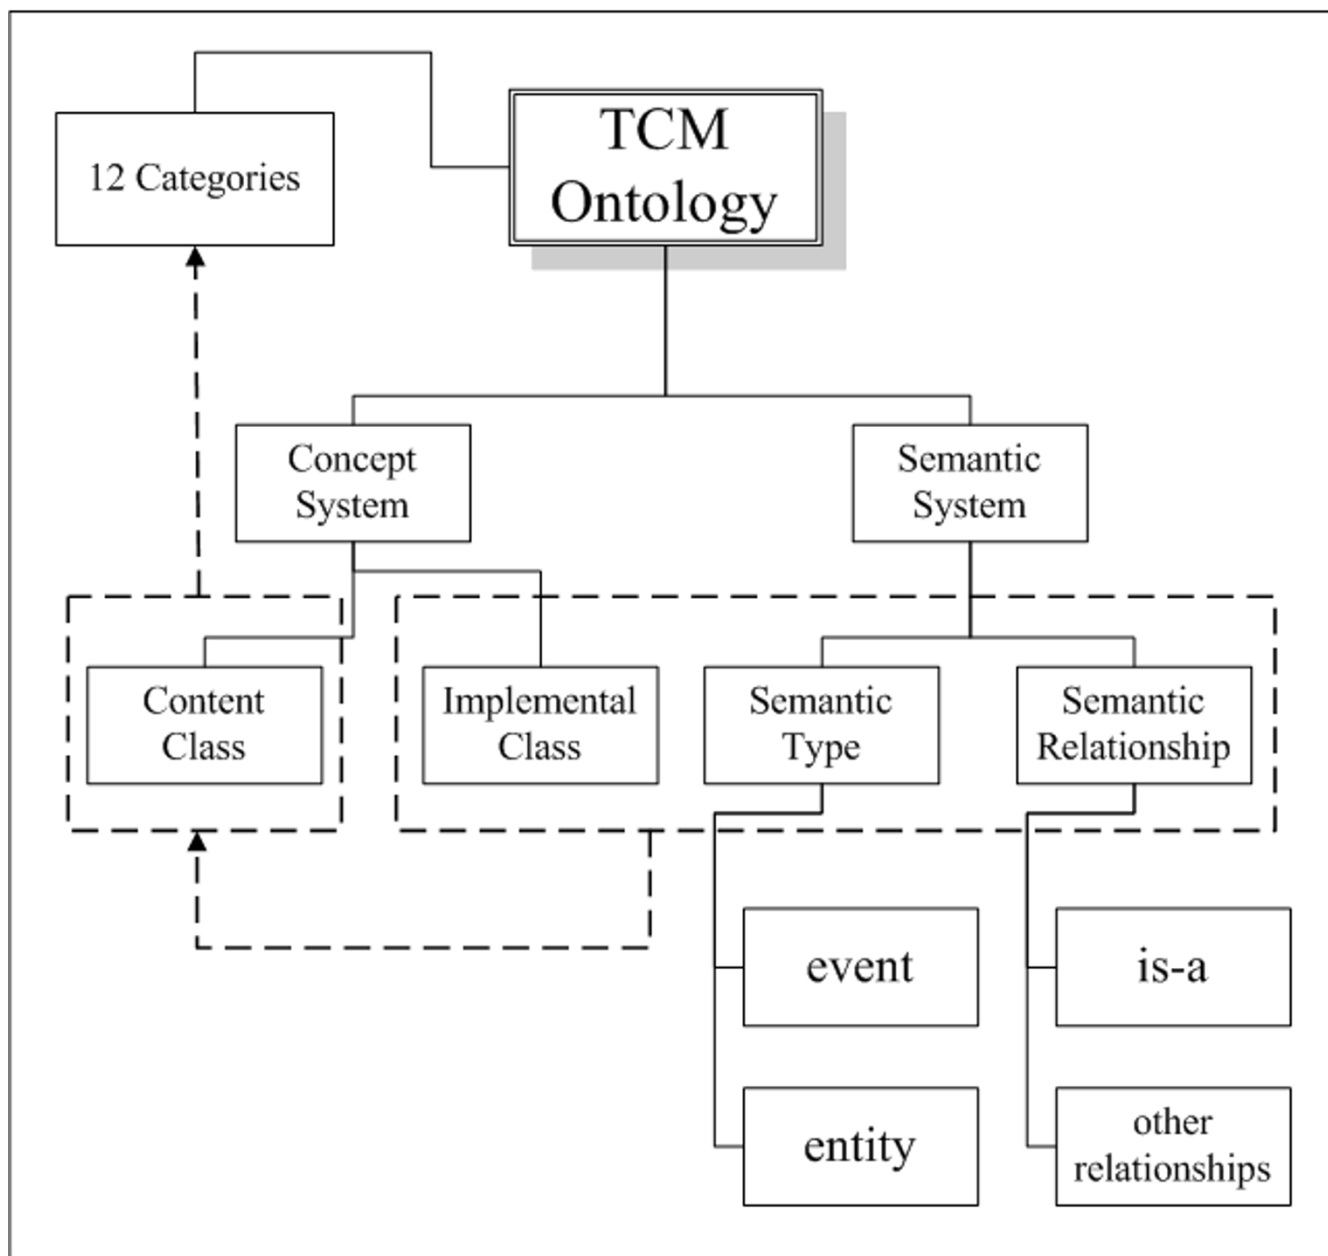 TCM
Ontology
12 Categories
Concept
System
Semantic
System
Content
Class
Implemental
Class
Semantic
Type
Semantic
Relationship
event
is-a
entity
other
relationships